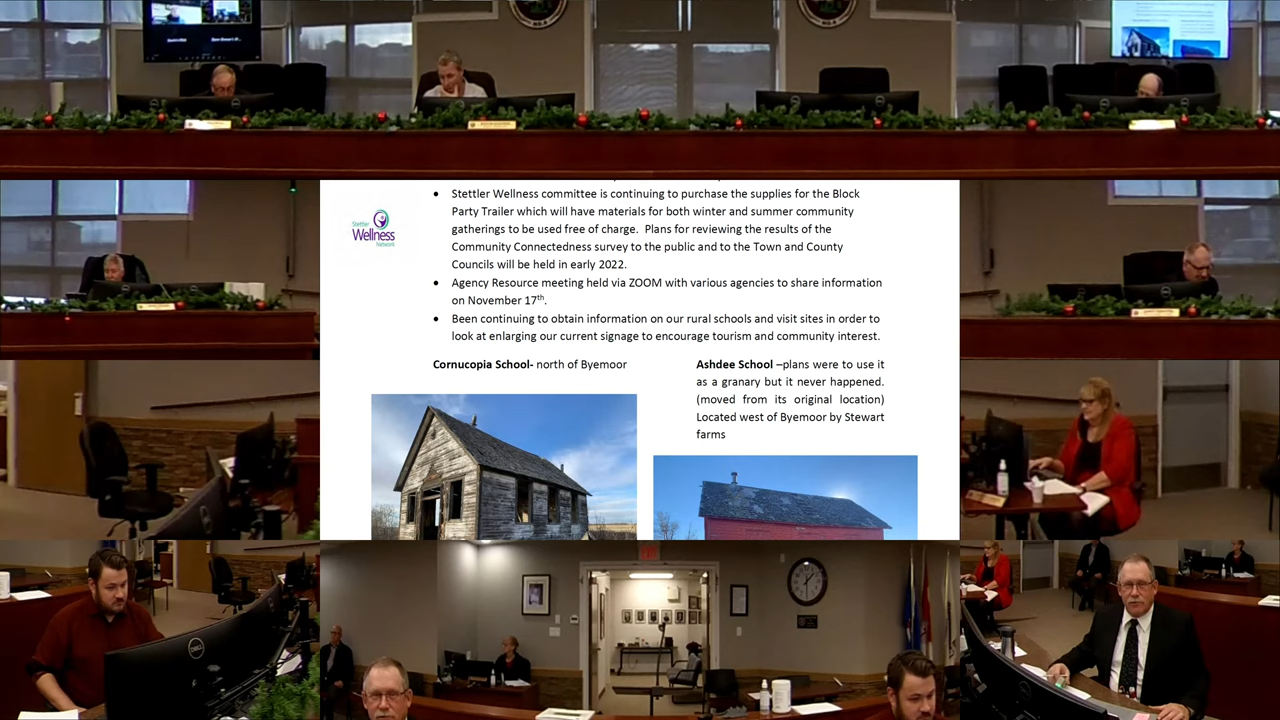 Stettler Wellness committee is continuing to purchase the supplies for the Block
Party Trailer which will have materials for both winter and summer community
gatherings to be used free of charge. Plans for reviewing the results of the
Community Connectedness survey to the public and to the Town and County
Councils will be held in early 2022.
Stettler
Wellness
Network
Agency Resource meeting held via ZOOM with various agencies to share information
on November 17th.
Been continuing to obtain information on our rural schools and visit sites in order to
look at enlarging our current signage to encourage tourism and community interest.
Cornucopia School- north of Byemoor
Ashdee School –plans were to use it
as a granary but it never happened.
(moved from its original location)
Located west of Byemoor by Stewart
farms
DELL